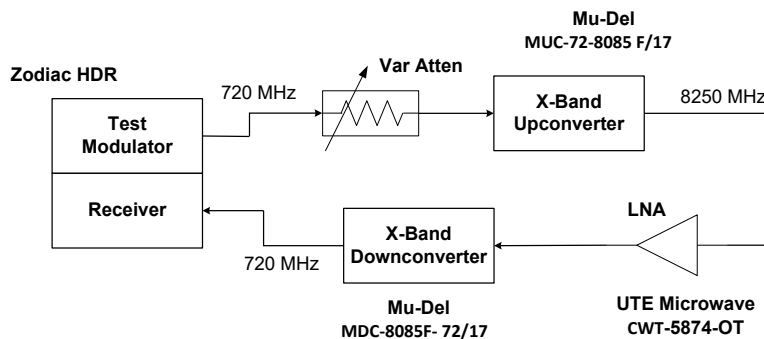 Mu-Del
MUC-72-8085 F/17
Zodiac HDR
Var Atten
720 MHz
Test
Modulator
X-Band
Upconverter
8250 MHz
Receiver
720 MHz
X-Band
Downconverter
LNA
Mu-Del
MDC-8085F- 72/17
UTE Microwave
CWT-5874-OT